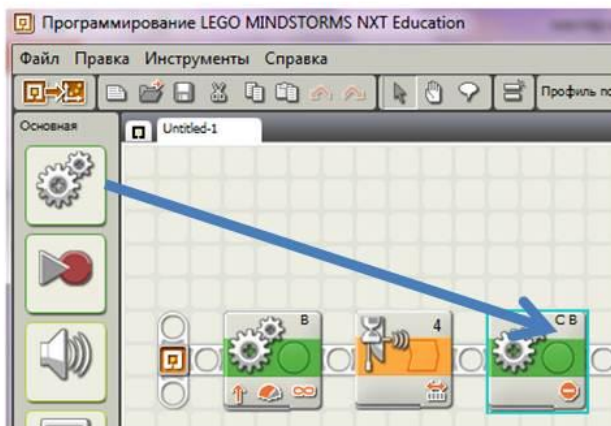 Программирование LEGO MINDSTORMS NXT Education
Файл Правка Инструменты Справка
Профиль
Основная
Untitled-1
B
4
C B